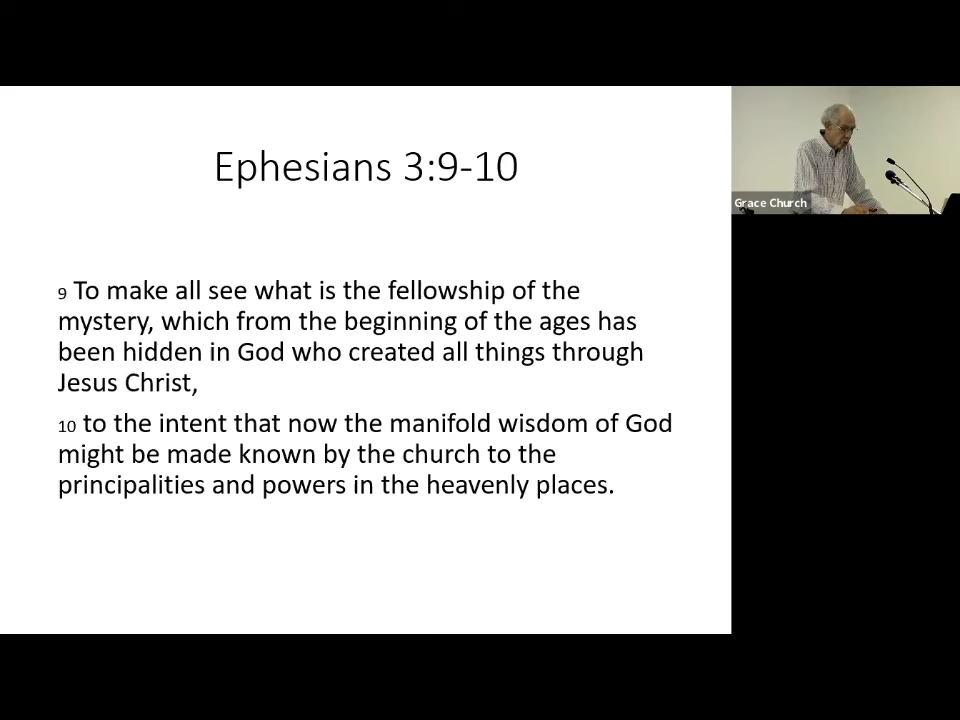 Ephesians 3:9-10
Grace Church
9 To make all see what is the fellowship of the
mystery, which from the beginning of the ages has
been hidden in God who created all things through
Jesus Christ,
10 to the intent that now the manifold wisdom of God
might be made known by the church to the
principalities and powers in the heavenly places.